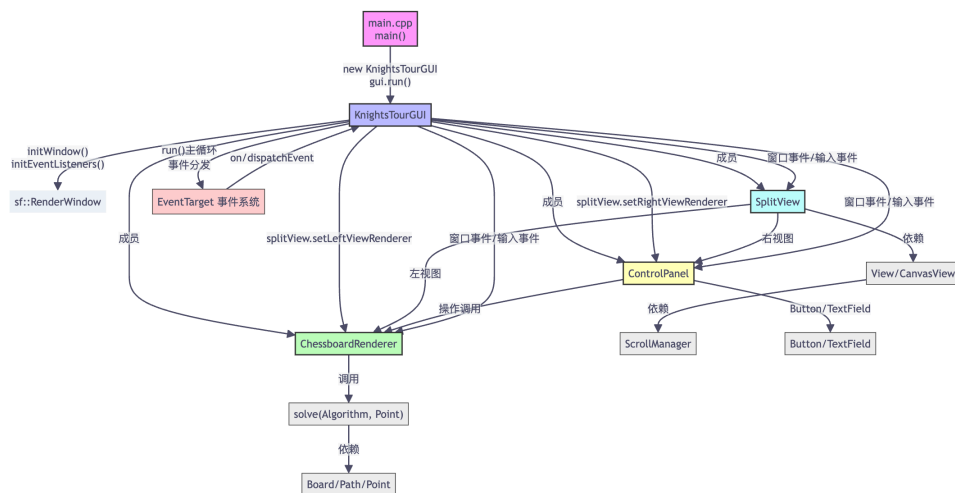 main.cpp
main()
new KnightsTourGUI
gui.run()
KnightsTourGUI
initWindow()
initEventListeners()
run()主循环
事件分发
on/dispatchEvent
成员
窗口事件/输入事件
sf::RenderWindow
EventTarget 事件系统
成员
splitView.setRightViewRenderer
SplitView
窗口事件/输入事件
成员
splitView.setLeftViewRenderer
窗口事件/输入事件
右视图
依赖
左视图
ControlPanel
View/CanvasView
操作调用
依赖
Button/TextField
ChessboardRenderer
ScrollManager
Button/TextField
调用
solve(Algorithm, Point)
依赖
Board/Path/Point